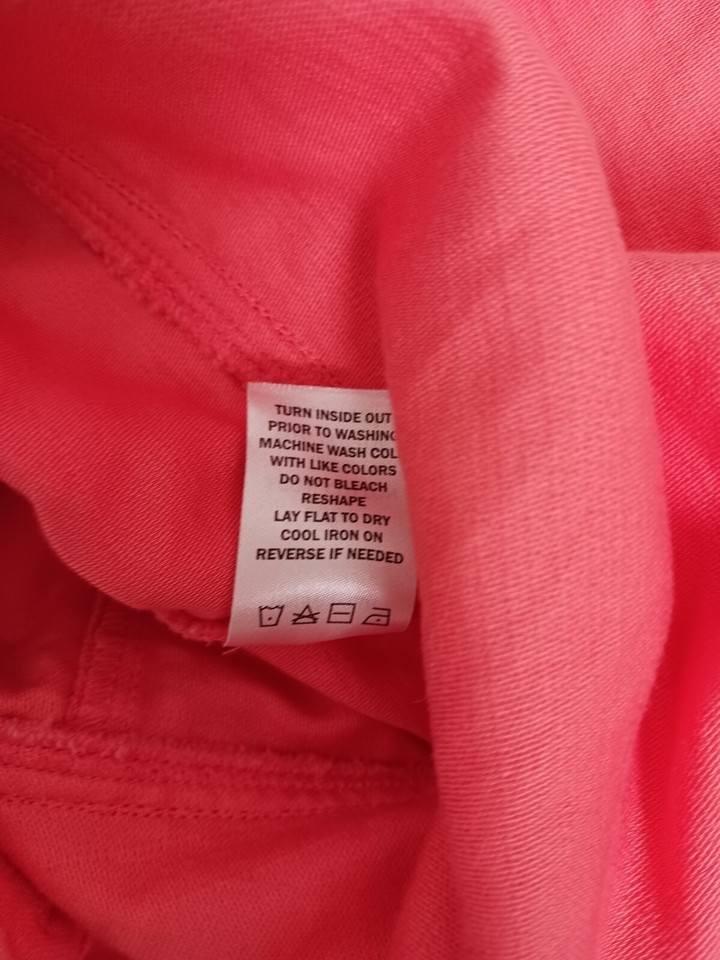 TURN INSIDE OUT
PRIOR TO WASHING
MACHINE WASH COL
WITH LIKE COLORS
DO NOT BLEACH
RESHAPE
LAY FLAT TO DRY
COOL IRON ON
REVERSE IF NEEDED